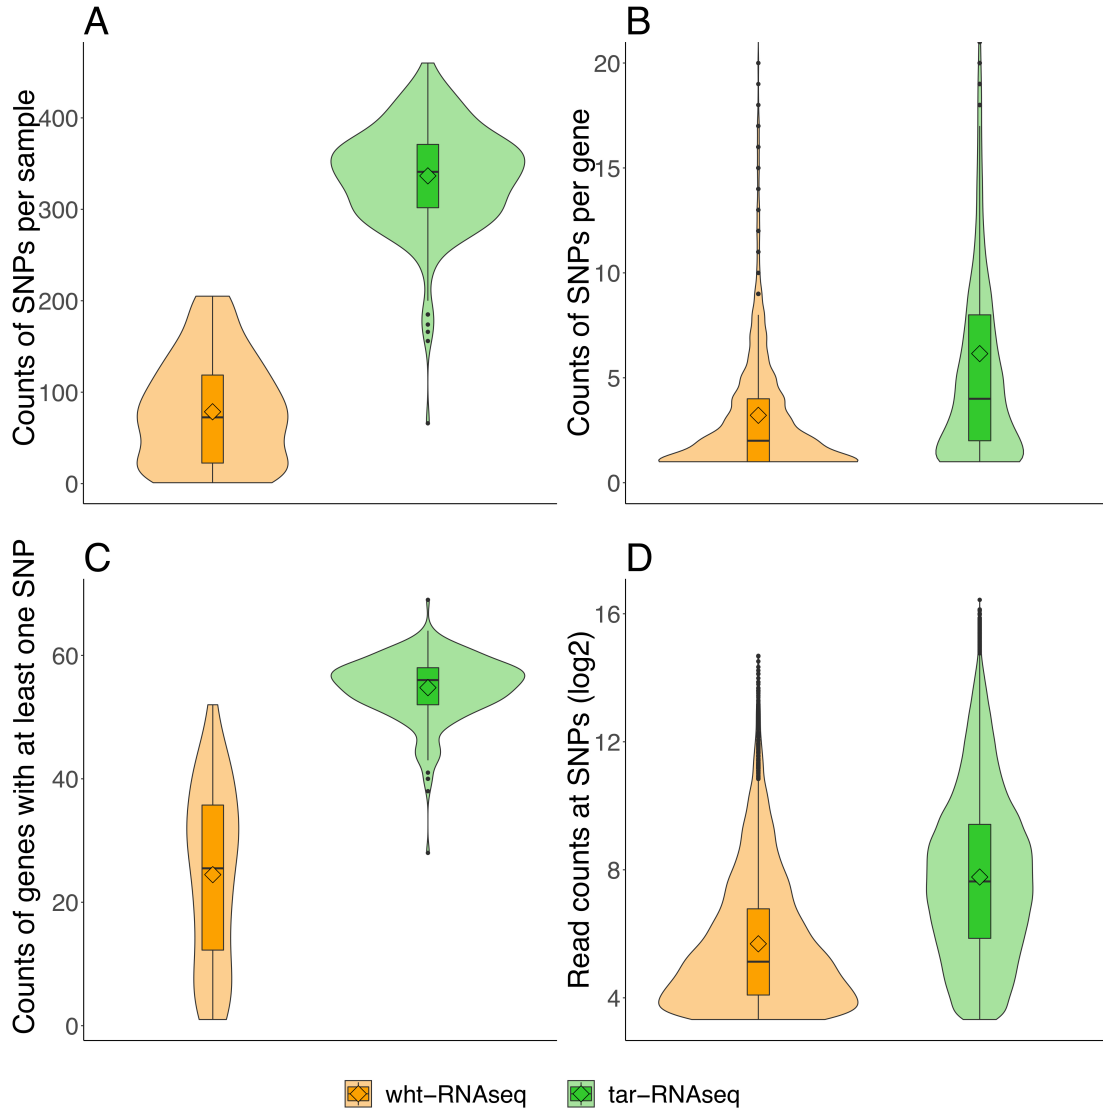 A
Counts of SNPs per sample
400
300
200
100
0
B
Counts of SNPs per gene
20
15
10
5
0
C
Counts of genes with at least one SNP
60
40
20
0
D
Read counts at SNPs (log2)
16
12
8
4
wht−RNAseq
tar−RNAseq